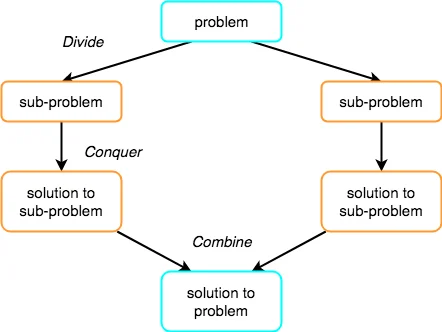 problem
Divide
sub-problem
sub-problem
Conquer
solution to
sub-problem
solution to
sub-problem
Combine
solution to
problem